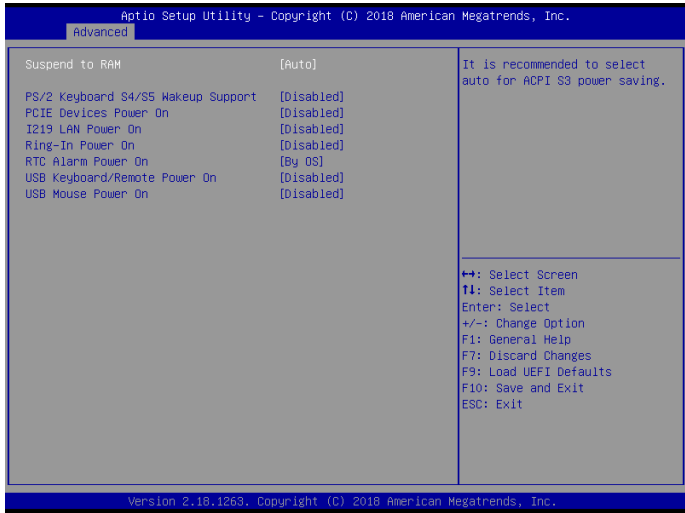 Aptio Setup Utility – Copyright (C) 2018 American Megatrends, Inc.
Advanced
Suspend to RAM [Auto]
PS/2 Keyboard S4/S5 Wakeup Support [Disabled]
PCIE Devices Power On [Disabled]
I219 LAN Power On [Disabled]
Ring-In Power On [Disabled]
RTC Alarm Power On [By OS]
USB Keyboard/Remote Power On [Disabled]
USB Mouse Power On [Disabled]
It is recommended to select
auto for ACPI S3 power saving.
↔: Select Screen
↑↓: Select Item
Enter: Select
+/-: Change Option
F1: General Help
F7: Discard Changes
F9: Load UEFI Defaults
F10: Save and Exit
ESC: Exit
Version 2.18.1263. Copyright (C) 2018 American Megatrends, Inc.